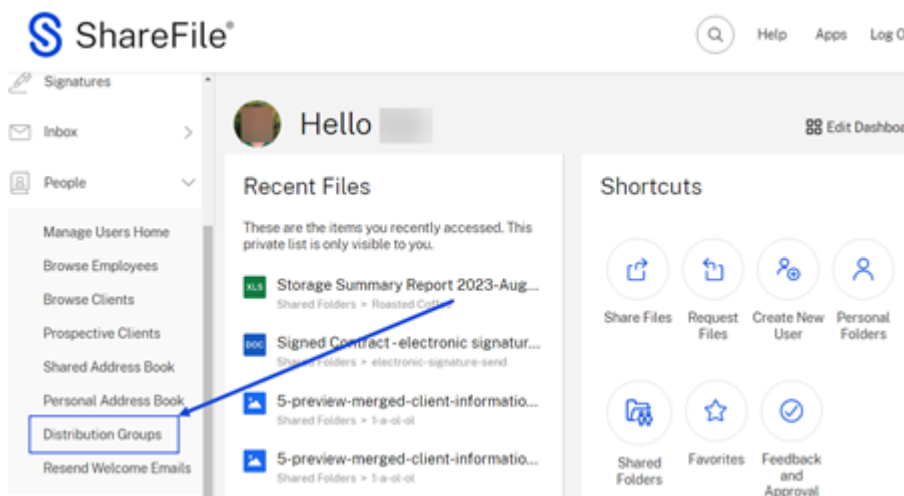 ShareFile®
Help Apps Log O
Signatures
Inbox
People
Manage Users Home
Browse Employees
Browse Clients
Prospective Clients
Shared Address Book
Personal Address Book
Distribution Groups
Resend Welcome Emails
Hello
Edit Dashboa
Recent Files
These are the items you recently accessed. This
private list is only visible to you.
XLS
Storage Summary Report 2023-Aug...
Shared Folders > Roasted Coffee
DOC
Signed Contract - electronic signatur...
Shared Folders > electronic-signature-send
5-preview-merged-client-informatio...
Shared Folders > 1-a-ol-ol
5-preview-merged-client-informatio...
Shared Folders > 1-a-ol-ol
Shortcuts
Share Files
Request
Files
Create New
User
Personal
Folders
Shared
Folders
Favorites
Feedback
and
Approval